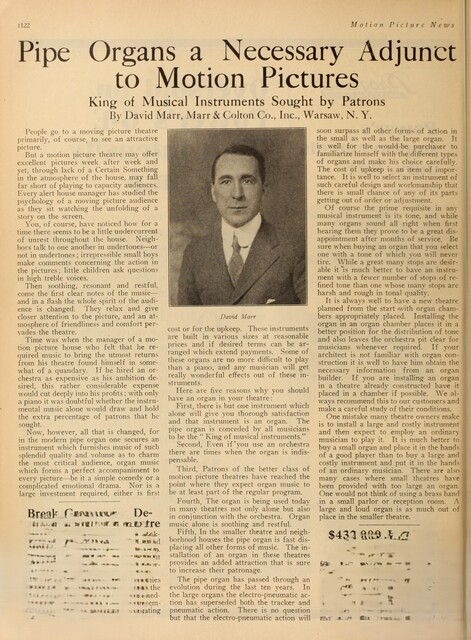 1122
Motion Picture News
Pipe Organs a Necessary Adjunct
to Motion Pictures
King of Musical Instruments Sought by Patrons
By David Marr, Marr & Colton Co., Inc., Warsaw, N. Y.
People go to a moving picture theatre
primarily, of course, to see an attractive
picture.
But a motion picture theatre may offer
excellent pictures week after week and
yet, through lack of a Certain Something
in the atmosphere of the house, may fall
far short of playing to capacity audiences.
Every alert house manager has studied the
psychology of a moving picture audience
as they sit watching the unfolding of a
story on the screen.
You, of course, have noticed how for a
time there seems to be a little undercurrent
of unrest throughout the house. Neigh-
bors talk to one another in undertones—or
not in undertones; irrepressible small boys
make comments concerning the action in
the pictures; little children ask questions
in high treble voices.
Then soothing, resonant and restful,
come the first clear notes of the music—
and in a flash the whole spirit of the audi-
ence is changed. They relax and give
closer attention to the picture, and an at-
mosphere of friendliness and comfort per-
vades the theatre.
Time was when the manager of a mo-
tion picture house who felt that he re-
quired music to bring the utmost returns
from his theatre found himself in some-
what of a quandary. If he hired an or-
chestra as expensive as his ambition de-
sired, this rather considerable expense
would cut deeply into his profits; with only
a piano it was doubtful whether the instru-
mental music alone would draw and hold
the extra percentage of patrons that he
sought.
Now, however, all that is changed, for
in the modern pipe organ one secures an
instrument which furnishes music of such
splendid quality and volume as to charm
the most critical audience, organ music
which forms a perfect accompaniment to
every picture—be it a simple comedy or a
complicated emotional drama. Nor is a
large investment required, either is first
David Marr
cost or for the upkeep. These instruments
are built in various sizes at reasonable
prices and if desired terms can be ar-
ranged which extend payments. Some of
these organs are no more difficult to play
than a piano, and any musician will get
really wonderful effects out of these in-
struments.
Here are five reasons why you should
have an organ in your theatre:
First, there is but one instrument which
alone will give you thorough satisfaction
and that instrument is an organ. The
pipe organ is conceded by all musicians
to be the "King of musical instruments."
Second, Even if you use an orchestra
there are times when the organ is indis-
pensable.
Third, Patrons of the better class of
motion picture theatres have reached the
point where they expect organ music to
be at least part of the regular program.
Fourth, The organ is being used today
in many theatres not only alone but also
in conjunction with the orchestra. Organ
music alone is soothing and restful.
Fifth, In the smaller theatre and neigh-
borhood houses the pipe organ is fast dis-
placing all other forms of music. The in-
stallation of an organ in these theatres
provides an added attraction that is sure
to increase their patronage.
The pipe organ has passed through an
evolution during the last ten years. In
the large organs the electro-pneumatic ac-
tion has superseded both the tracker and
pneumatic action. There is no question
but that the electro-pneumatic action will
soon surpass all other forms of action in
the small as well as the large organ. It
is well for the would-be purchaser to
familiarize himself with the different types
of organs and make his choice carefully.
The cost of upkeep is an item of impor-
tance. It is well to select an instrument of
such careful design and workmanship that
there is small chance of any of its parts
getting out of order or adjustment.
Of course the prime requisite in any
musical instrument is its tone, and while
many organs sound all right when first
hearing them they prove to be a great dis-
appointment after months of service. Be
sure when buying an organ that you select
one with a tone of which you will never
tire. While a great many stops are desir-
able it is much better to have an instru-
ment with a fewer number of stops of re-
fined tone than one whose many stops are
harsh and rough in tonal quality.
It is always well to have a new theatre
planned from the start with organ cham-
bers appropriately placed. Installing the
organ in an organ chamber places it in a
better position for the distribution of tone
and also leaves the orchestra pit clear for
musicians whenever required. If your
architect is not familiar with organ con-
struction it is well to have him obtain the
necessary information from an organ
builder. If you are installing an organ
in a theatre already constructed have it
placed in a chamber if possible. We al-
ways recommend this to our customers and
make a careful study of their conditions.
One mistake many theatre owners make
is to install a large and costly instrument
and then expect to employ an ordinary
musician to play it. It is much better to
buy a small organ and place it in the hands
of a good player than to buy a large and
costly instrument and put it in the hands
of an ordinary musician. There are also
many cases where small theatres have
been provided with too large an organ.
One would not think of using a brass band
in a small parlor or reception room. A
large and loud organ is as much out of
place in the smaller theatre.
Break
De-